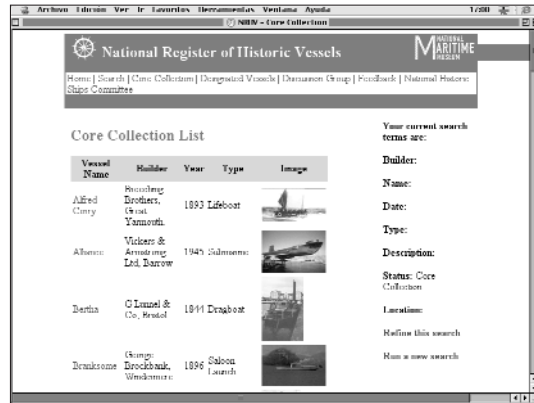 Archivo Edición Ver Ir Favoritos Herramientas Ventana Ayuda 17:00
NRHV - Core Collection
National Register of Historic Vessels
NATIONAL
MARITIME
MUSEUM
Home | Search | Core Collection | Designated Vessels | Discussion Group | Feedback | National Historic
Ships Committee
Core Collection List
Vessel Name Builder Year Type Image
Alfred Corry
Brothers,
Great
Yarmouth.
1893 Lifeboat
Alliance
Vickers &
Armstrong
Ltd, Barrow
1945 Submarine
Bertha
& Co, Bristol
1844 Dragboat
Branksome
George
Brockbank,
Windermere
1896 Saloon
Launch
Your current search
terms are:
Builder:
Name:
Date:
Type:
Description:
Status: Core
Collection
Location:
Refine this search
Run a new search